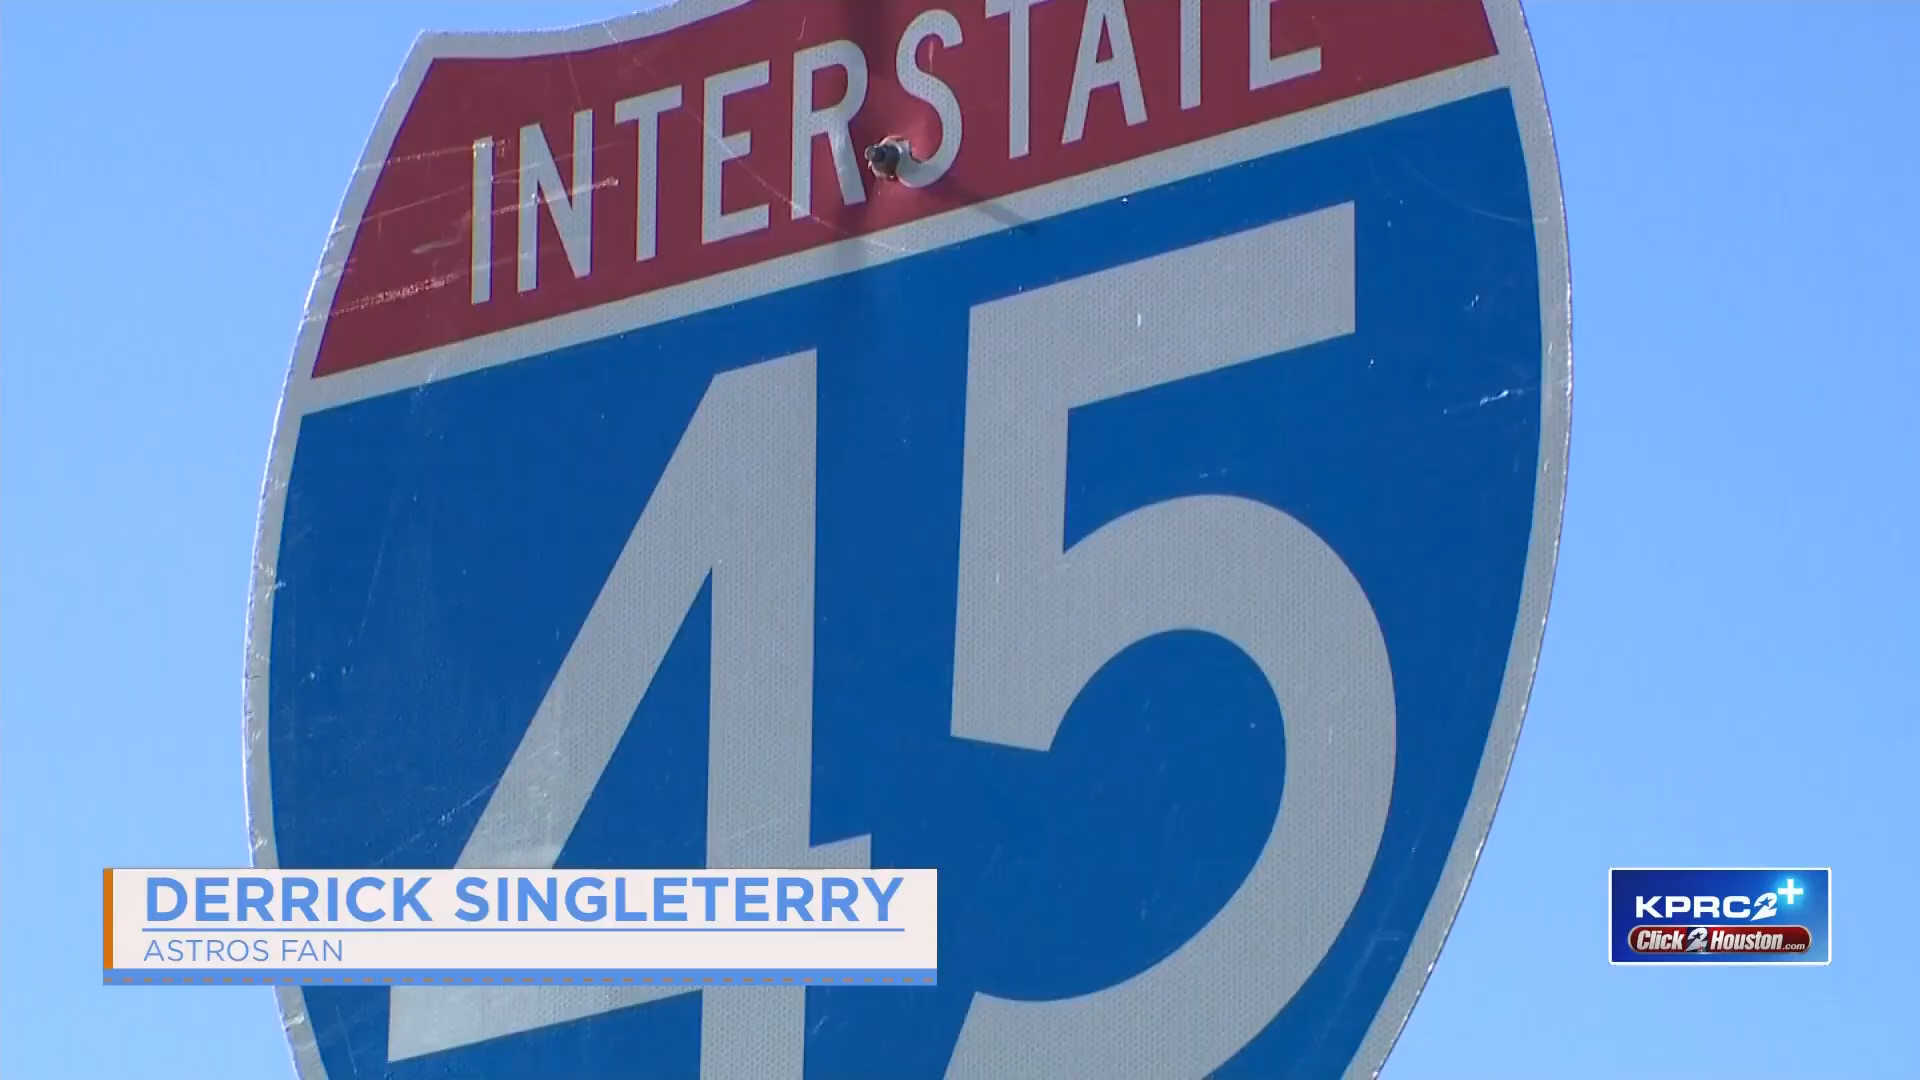 INTERSTATE
45
DERRICK SINGLETERRY
ASTROS FAN
KPRC2+
Click2Houston.com